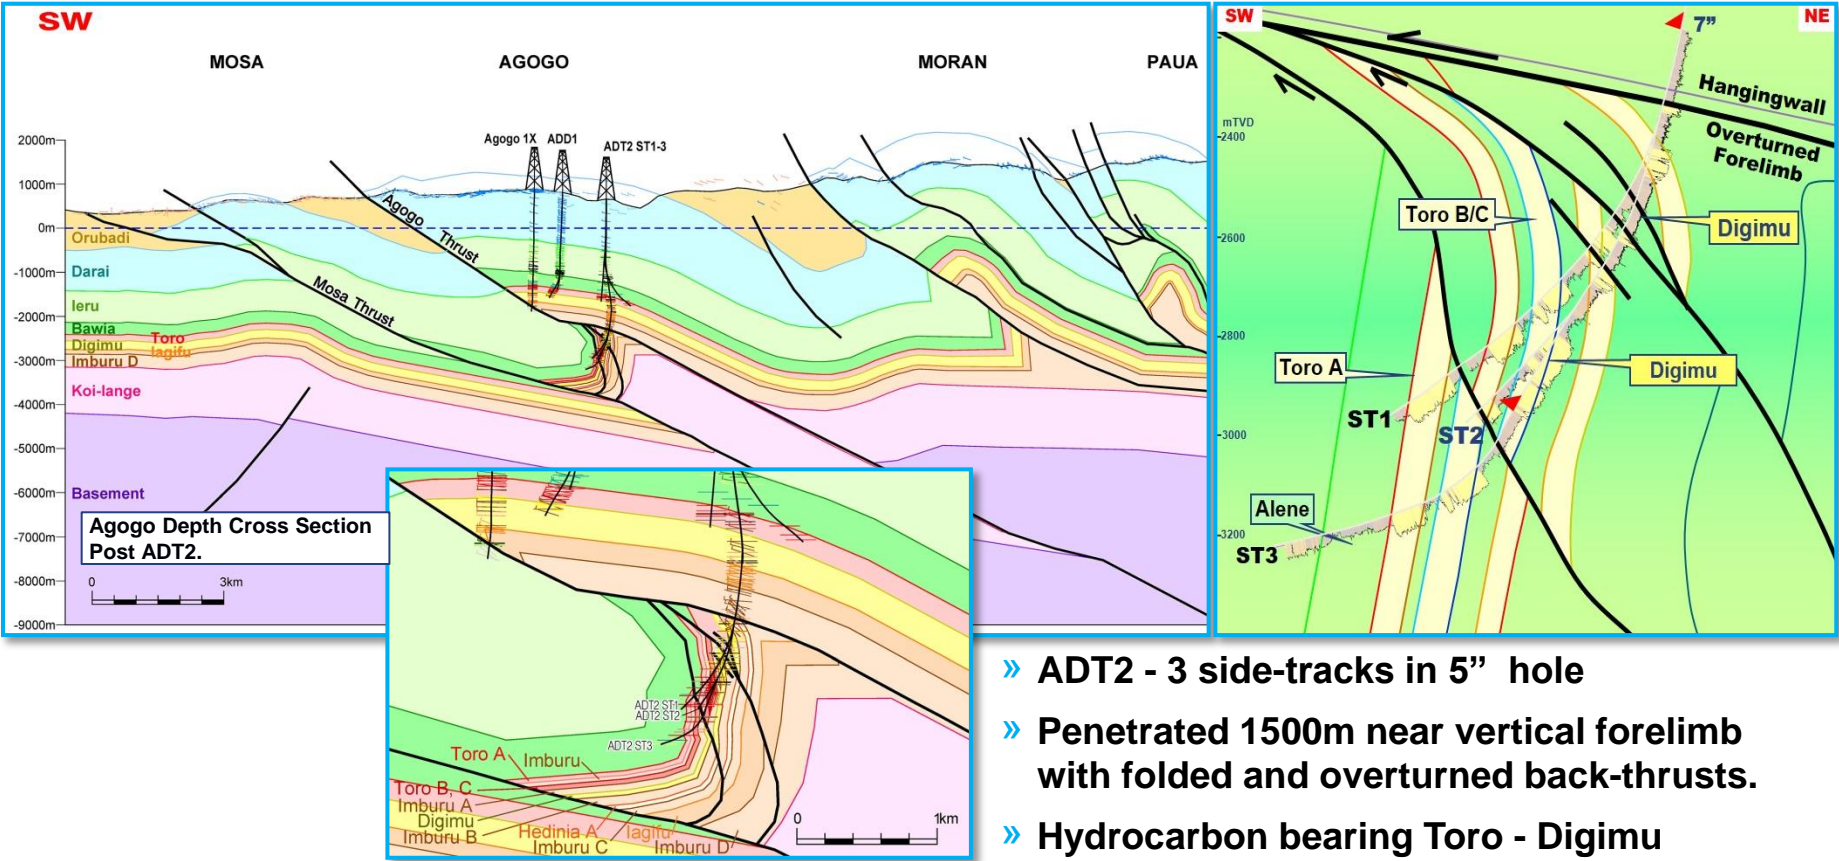 SW
MOSA
AGOGO
MORAN
PAUA
Agogo 1X
ADD1
ADT2 ST1-3
2000m
1000m
0m
-1000m
-2000m
-3000m
-4000m
-5000m
-6000m
-7000m
-8000m
-9000m
Orubadi
Darai
Ieru
Bawia
Toro
Digimu
Iagifu
Imburu D
Koi-Iange
Basement
Agogo
Thrust
Mosa Thrust
Agogo Depth Cross Section
Post ADT2.
0 3km
ADT2 ST1
ADT2 ST2
ADT2 ST3
Toro A
Imburu
Toro B, C
Imburu A
Digimu
Imburu B
Hedinia A
Imburu C
Iagifu
Imburu D
0 1km
SW
NE
7”
Hangingwall
Overturned
Forelimb
mTVD
2400
2600
2800
3000
3200
Toro B/C
Digimu
Toro A
Digimu
ST1
ST2
Alene
ST3
» ADT2 - 3 side-tracks in 5” hole
» Penetrated 1500m near vertical forelimb
with folded and overturned back-thrusts.
» Hydrocarbon bearing Toro - Digimu